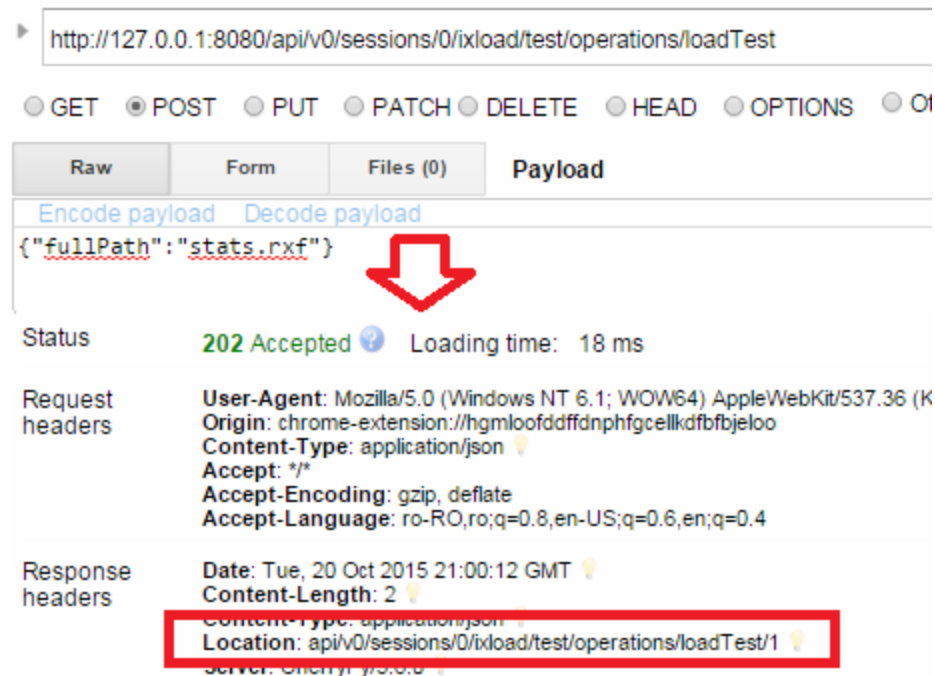 http://127.0.0.1:8080/api/v0/sessions/0/ixload/test/operations/loadTest
GET POST PUT PATCH DELETE HEAD OPTIONS
Raw Form Files (0) Payload
Encode payload Decode payload
{"fullPath":"stats.rxf"}
Status 202 Accepted ? Loading time: 18 ms
Request headers
User-Agent: Mozilla/5.0 (Windows NT 6.1; WOW64) AppleWebKit/537.36 (K
Origin: chrome-extension://hgmloofddffdnphfgcellkdfbfbjeloo
Content-Type: application/json
Accept: */*
Accept-Encoding: gzip, deflate
Accept-Language: ro-RO,ro;q=0.8,en-US;q=0.6,en;q=0.4
Response headers
Date: Tue, 20 Oct 2015 21:00:12 GMT
Content-Length: 2
Content-Type: application/json
Location: api/v0/sessions/0/ixload/test/operations/loadTest/1